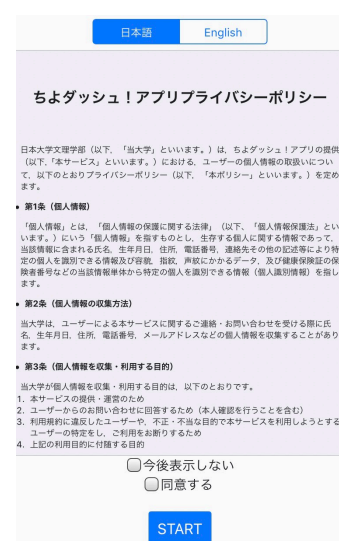 日本語 English
ちよダッシュ！アプリプライバシーポリシー
日本大学文理学部（以下，「当大学」といいます。）は，ちよダッシュ！アプリの提供
（以下,「本サービス」といいます。）における，ユーザーの個人情報の取扱いについ
て，以下のとおりプライバシーポリシー（以下，「本ポリシー」といいます。）を定め
ます。
• 第1条（個人情報）
「個人情報」とは，「個人情報の保護に関する法律」（以下，「個人情報保護法」とい
います。）にいう「個人情報」を指すものとし，生存する個人に関する情報であって，
当該情報に含まれる氏名，生年月日，住所，電話番号，連絡先その他の記述等により特
定の個人を識別できる情報及び容貌，指紋，声紋にかかるデータ，及び健康保険証の保
険者番号などの当該情報単体から特定の個人を識別できる情報（個人識別情報）を指し
ます。
• 第2条（個人情報の収集方法）
当大学は，ユーザーによる本サービスに関するご連絡・お問い合わせを受ける際に氏
名，生年月日，住所，電話番号，メールアドレスなどの個人情報を収集することがあり
ます。
• 第3条（個人情報を収集・利用する目的）
当大学が個人情報を収集・利用する目的は，以下のとおりです。
1. 本サービスの提供・運営のため
2. ユーザーからのお問い合わせに回答するため（本人確認を行うことを含む）
3. 利用規約に違反したユーザーや，不正・不当な目的で本サービスを利用しようとする
ユーザーの特定をし，ご利用をお断りするため
4. 上記の利用目的に付随する目的
今後表示しない
同意する
START